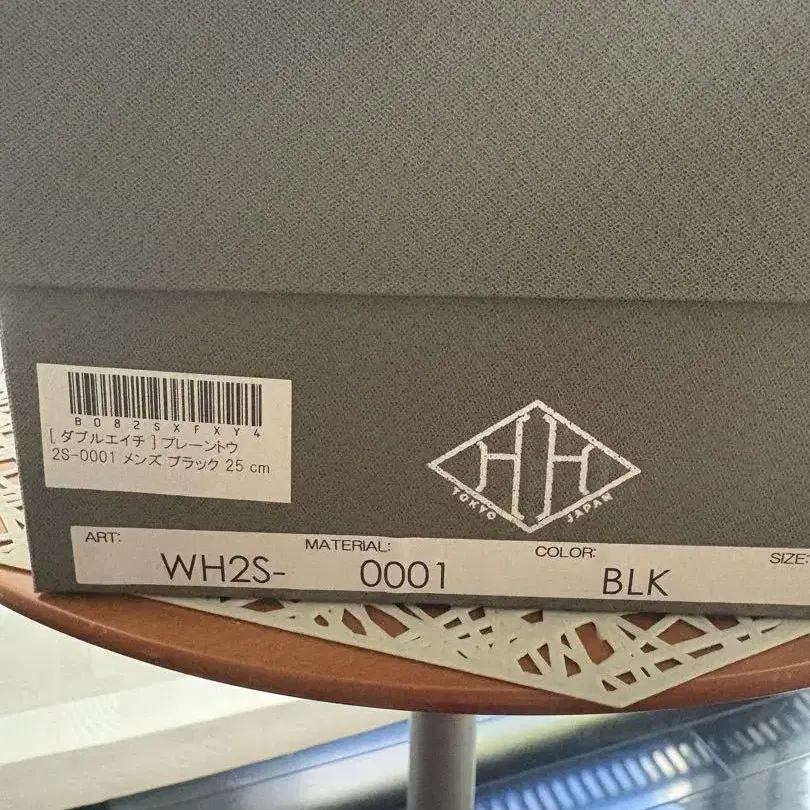 B082SXFXY4
[ ダブルエイチ ] プレーントウ
2S-0001 メンズ ブラック 25 cm
HH
TOKYO JAPAN
ART: MATERIAL: COLOR: SIZE:
WH2S- 0001 BLK